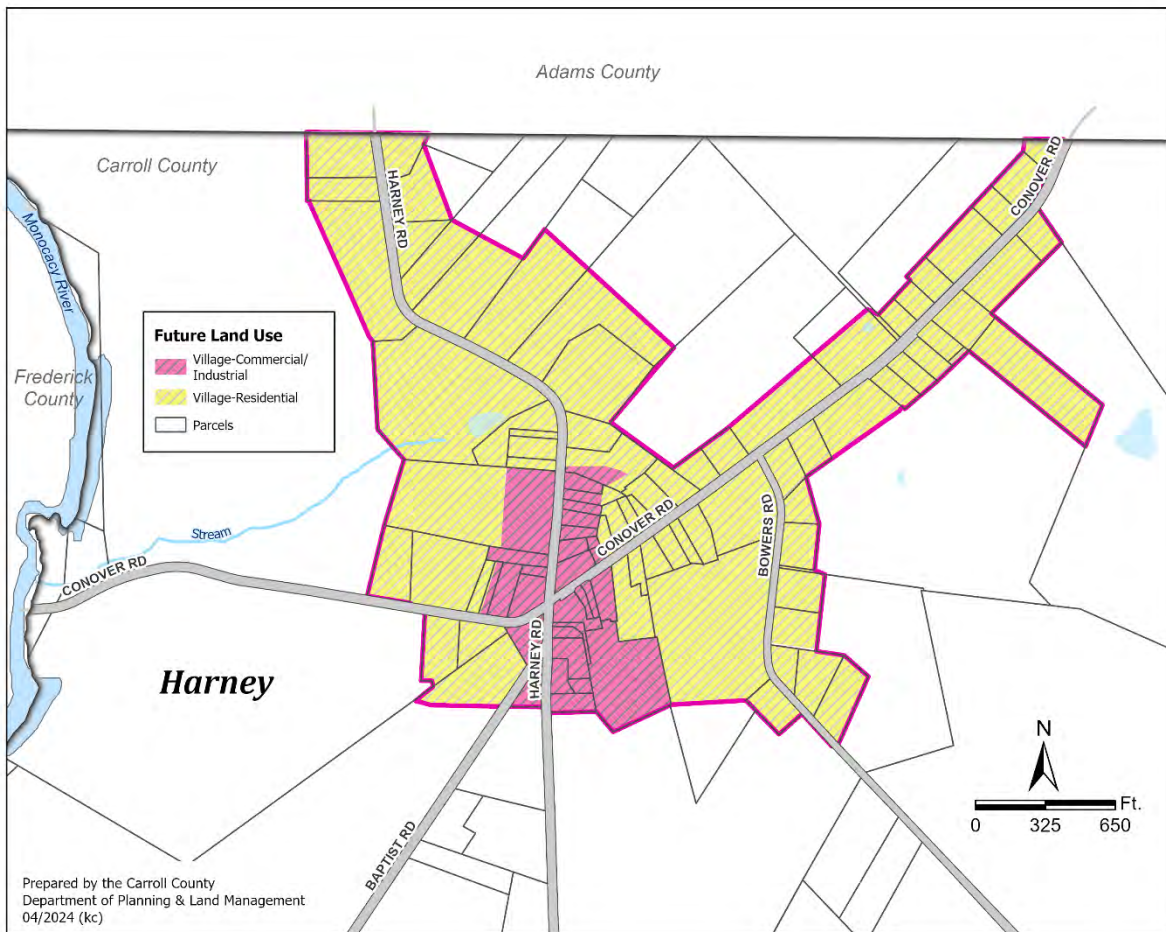 Adams County
Carroll County
HARNEY RD
CONOVER RD
Monocacy River
Future Land Use
Village-Commercial/
Industrial
Village-Residential
Parcels
Frederick
County
Stream
CONOVER RD
CONOVER RD
BOWERS RD
HARNEY RD
Harney
BAPTIST RD
N
Ft.
0 325 650
Prepared by the Carroll County
Department of Planning & Land Management
04/2024 (kc)